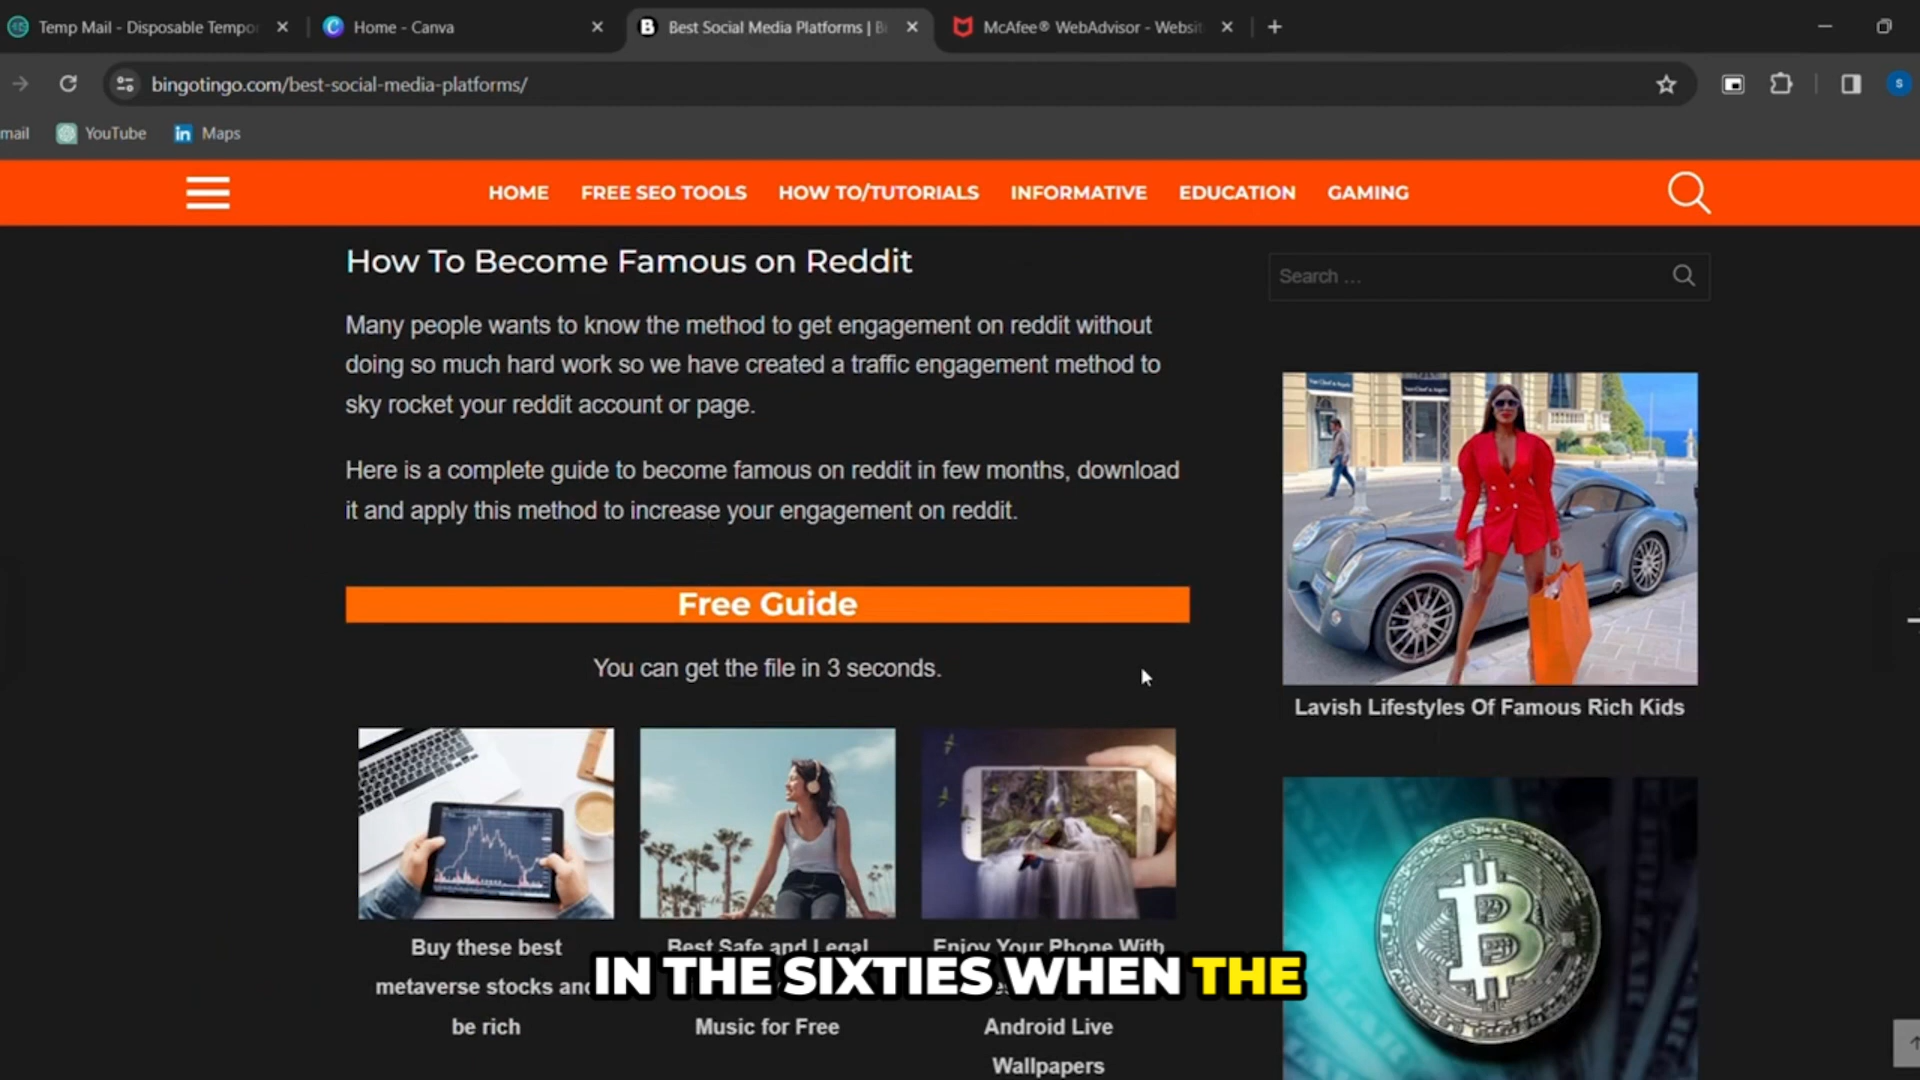 Temp Mail - Disposable Tempo
Home - Canva
Best Social Media Platforms | Bi
McAfee® WebAdvisor - Websit
bingotingo.com/best-social-media-platforms/
S
mail
YouTube
in Maps
HOME
FREE SEO TOOLS
HOW TO/TUTORIALS
INFORMATIVE
EDUCATION
GAMING
How To Become Famous on Reddit
Many people wants to know the method to get engagement on reddit without
doing so much hard work so we have created a traffic engagement method to
sky rocket your reddit account or page.
Here is a complete guide to become famous on reddit in few months, download
it and apply this method to increase your engagement on reddit.
Free Guide
You can get the file in 3 seconds.
Search ...
Lavish Lifestyles Of Famous Rich Kids
Buy these best
metaverse stocks and
be rich
Best Safe and Legal
Music for Free
Enjoy Your Phone With
Android Live
Wallpapers
IN THE SIXTIES WHEN THE